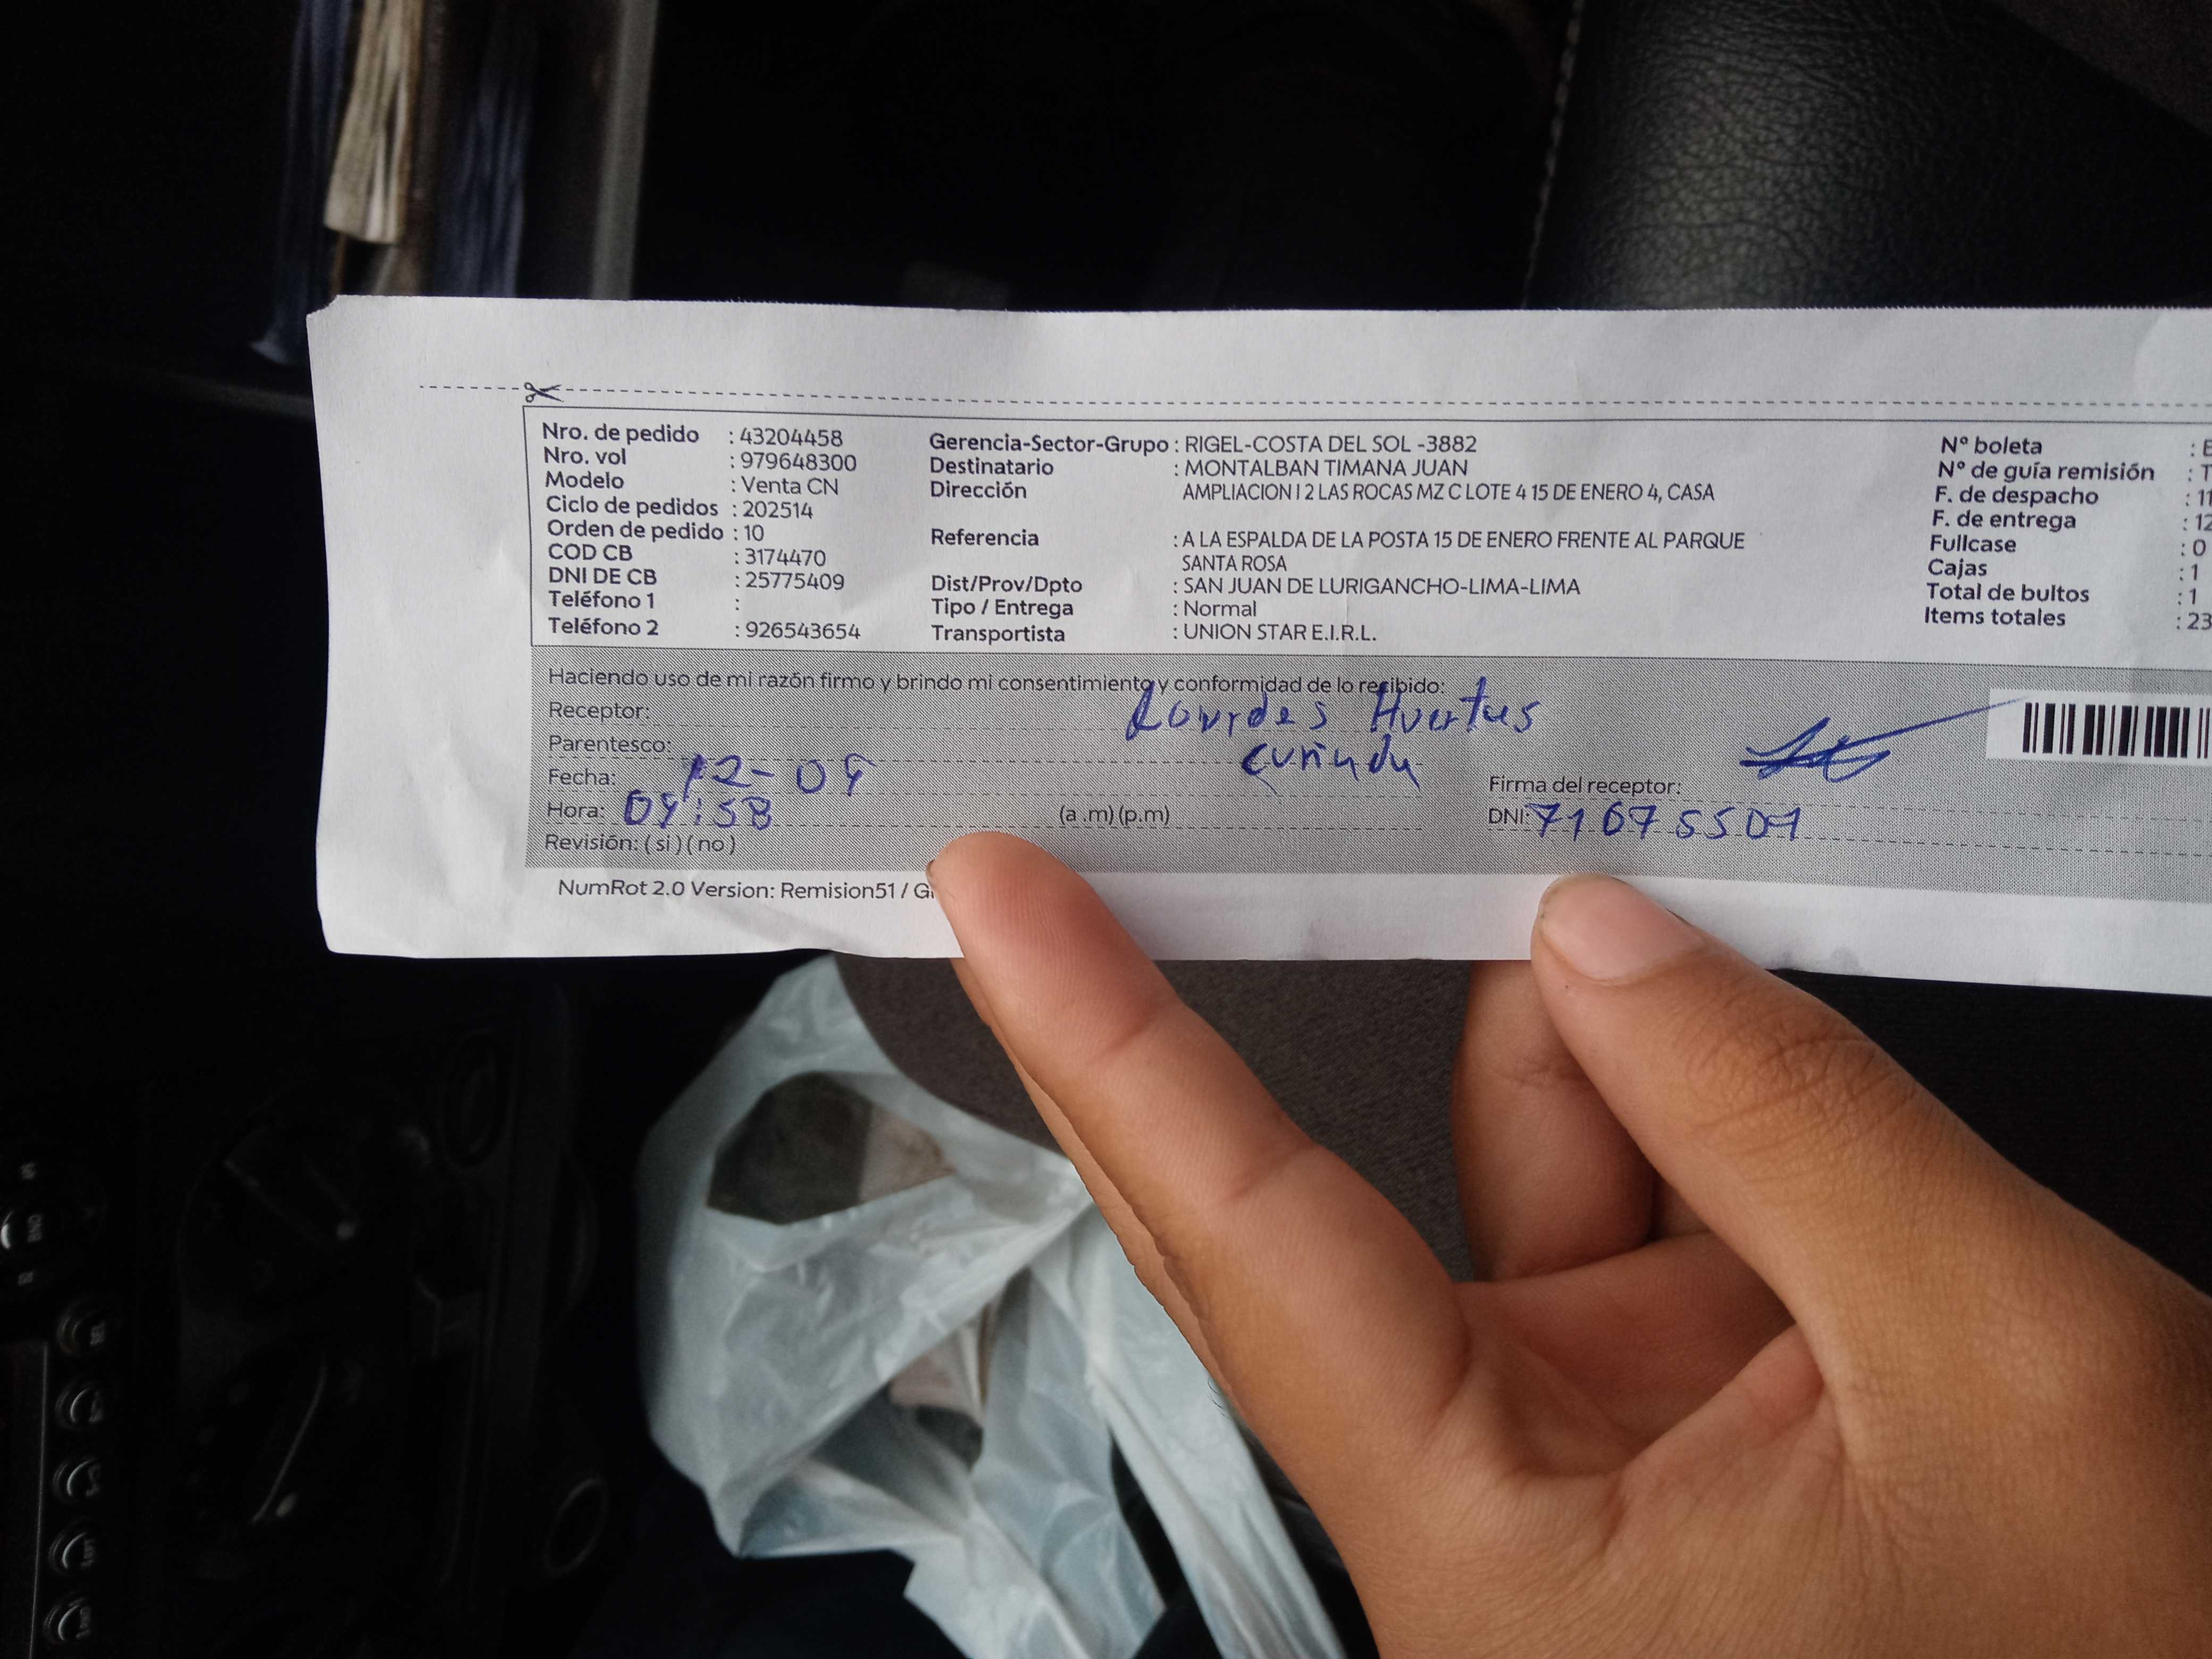 Nro. de pedido : 43204458
Nro. vol : 979648300
Modelo : Venta CN
Ciclo de pedidos : 202514
Orden de pedido : 10
COD CB : 3174470
DNI DE CB : 25775409
Teléfono 1 :
Teléfono 2 : 926543654
Gerencia-Sector-Grupo : RIGEL-COSTA DEL SOL -3882
Destinatario : MONTALBAN TIMANA JUAN
Dirección AMPLIACION I 2 LAS ROCAS MZ C LOTE 4 15 DE ENERO 4, CASA
Referencia : A LA ESPALDA DE LA POSTA 15 DE ENERO FRENTE AL PARQUE
SANTA ROSA
Dist/Prov/Dpto : SAN JUAN DE LURIGANCHO-LIMA-LIMA
Tipo / Entrega : Normal
Transportista : UNION STAR E.I.R.L.
Nº boleta :
Nº de guía remisión :
F. de despacho : 11
F. de entrega : 12
Fullcase : 0
Cajas : 1
Total de bultos : 1
Items totales : 23
Haciendo uso de mi razón firmo y brindo mi consentimiento y conformidad de lo recibido:
Receptor: Lourdes Huertas
Parentesco: cuñada
Fecha: 12-09
Hora: 09:58 (a .m) (p.m)
Revisión: ( si ) ( no )
Firma del receptor:
DNI: 71675507
NumRot 2.0 Version: Remision51 /